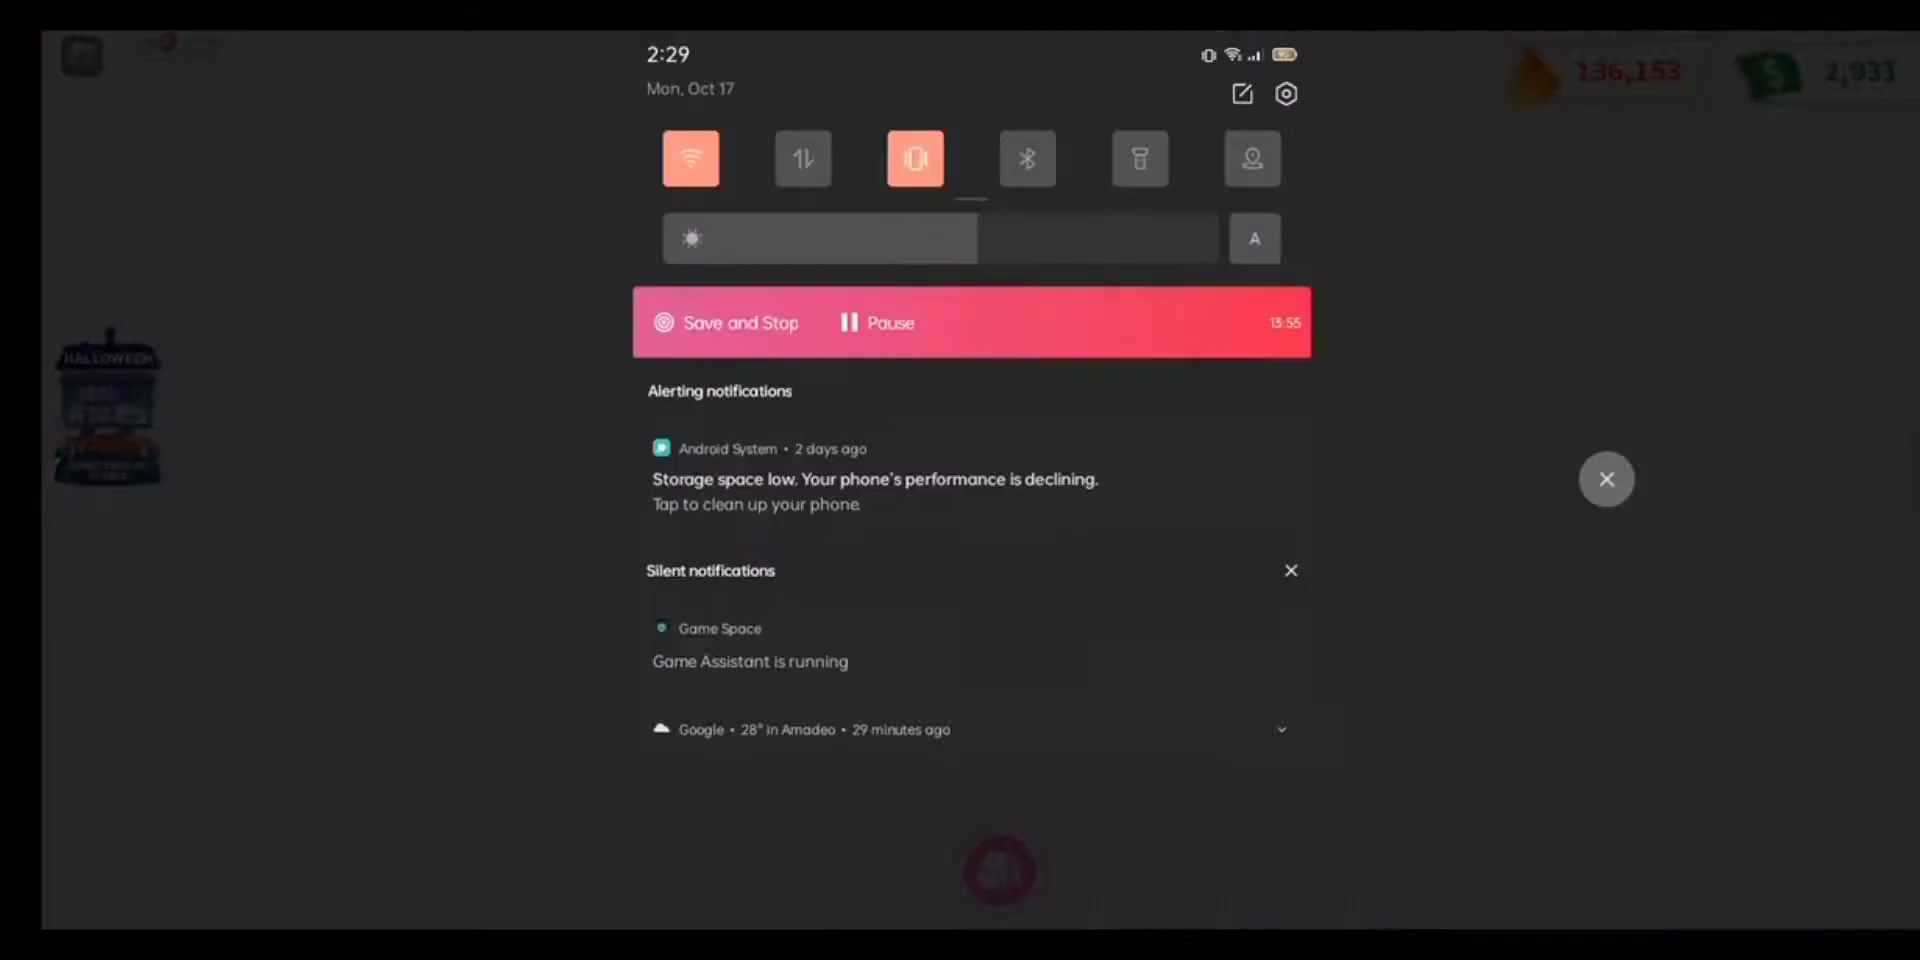 2:29
Mon, Oct 17
136,153
2,931
A
Save and Stop
Pause
13:55
HALLOWEEN
Alerting notifications
Android System • 2 days ago
Storage space low. Your phone's performance is declining.
Tap to clean up your phone.
Silent notifications
Game Space
Game Assistant is running
Google • 28° in Amadeo • 29 minutes ago